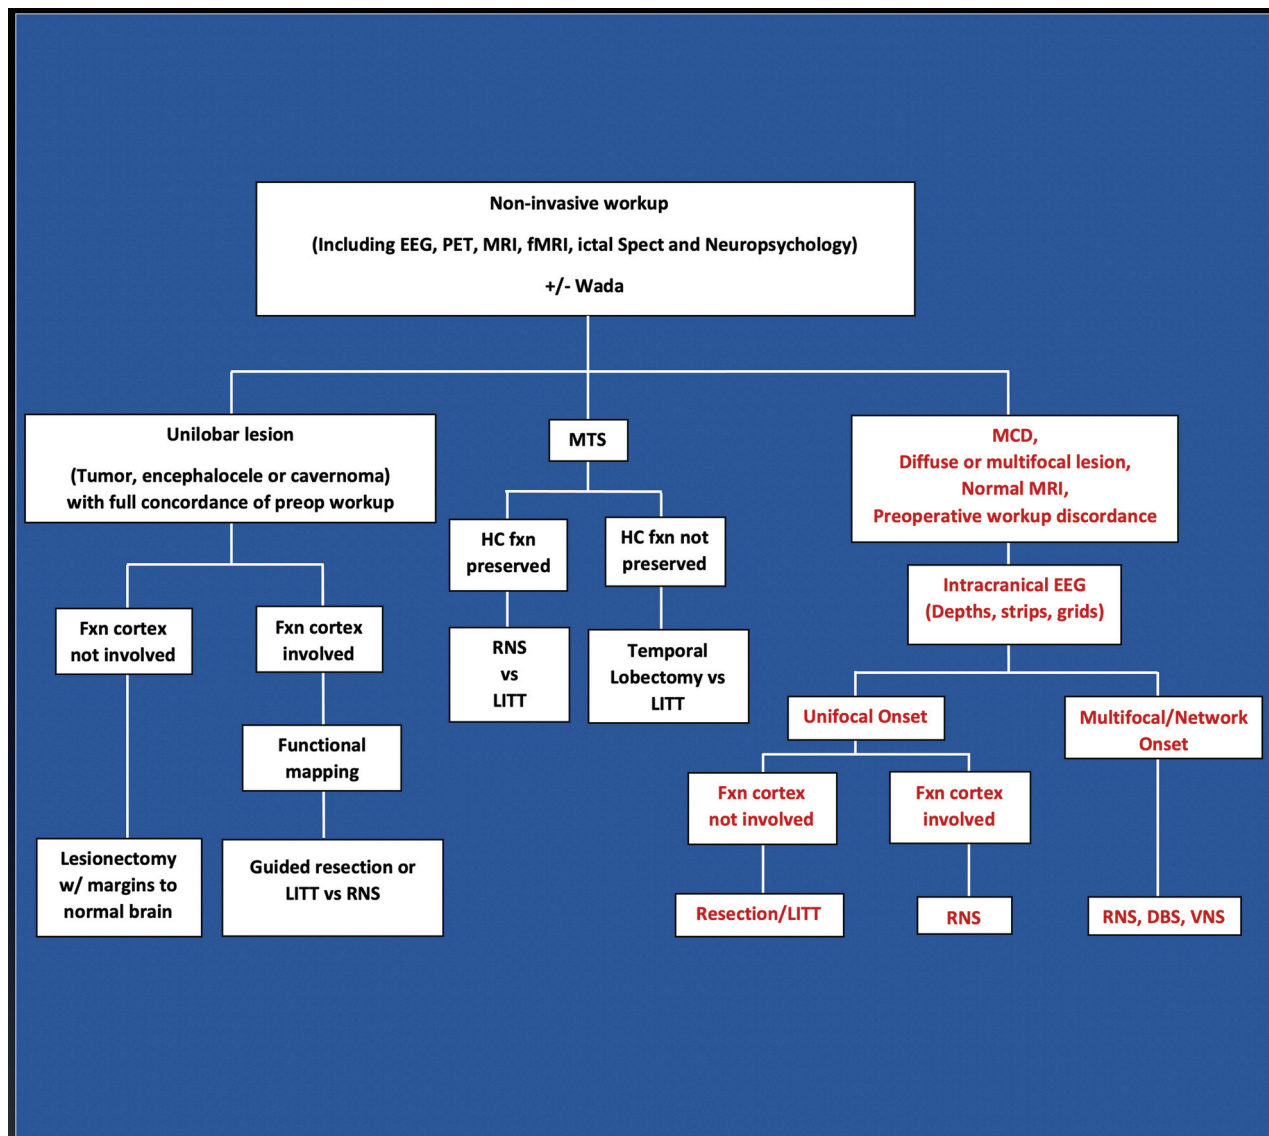 Non-invasive workup
(Including EEG, PET, MRI, fMRI, ictal Spect and Neuropsychology)
+/- Wada
Unilobar lesion
(Tumor, encephalocele or cavernoma)
with full concordance of preop workup
MTS
MCD,
Diffuse or multifocal lesion,
Normal MRI,
Preoperative workup discordance
HC fxn
preserved
HC fxn not
preserved
Intracranical EEG
(Depths, strips, grids)
Fxn cortex
not involved
Fxn cortex
involved
RNS
vs
LITT
Temporal
Lobectomy vs
LITT
Unifocal Onset
Multifocal/Network
Onset
Functional
mapping
Fxn cortex
not involved
Fxn cortex
involved
Lesionectomy
w/ margins to
normal brain
Guided resection or
LITT vs RNS
Resection/LITT
RNS
RNS, DBS, VNS